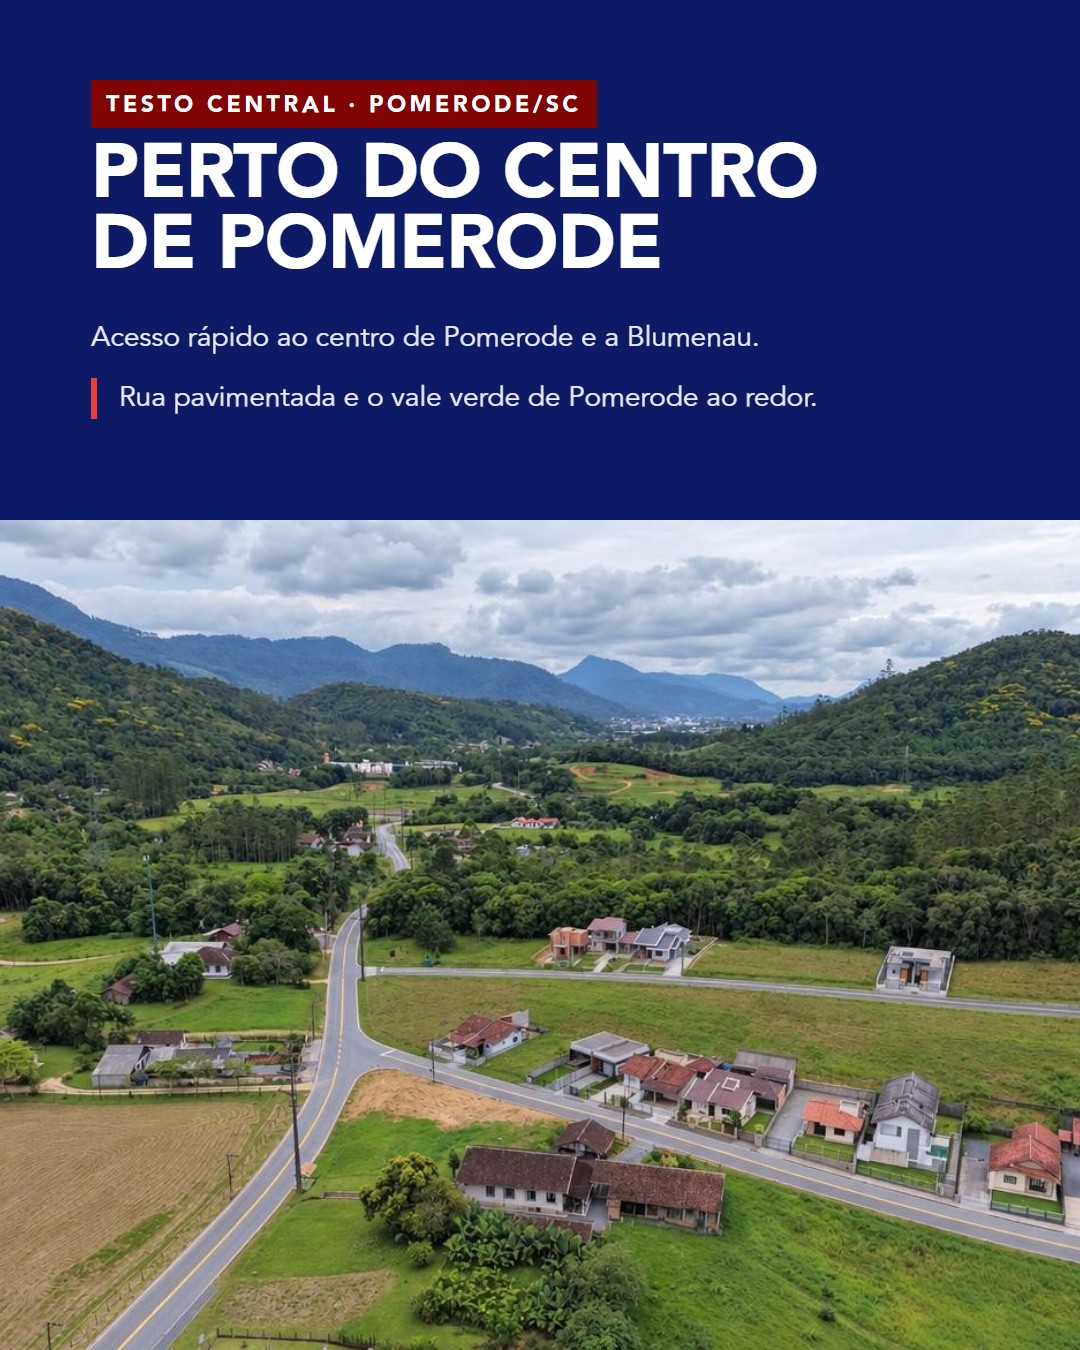 TESTO CENTRAL · POMERODE/SC
PERTO DO CENTRO
DE POMERODE
Acesso rápido ao centro de Pomerode e a Blumenau.
Rua pavimentada e o vale verde de Pomerode ao redor.